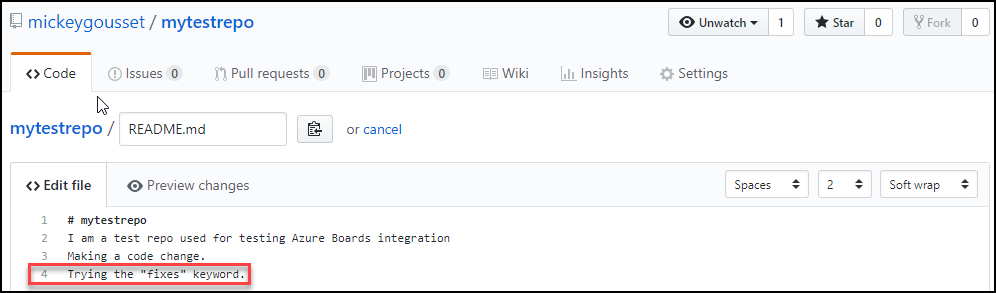 mickeygousset / mytestrepo Unwatch 1 Star 0 Fork 0
Code Issues 0 Pull requests 0 Projects 0 Wiki Insights Settings
mytestrepo / README.md or cancel
Edit file Preview changes Spaces 2 Soft wrap
1 # mytestrepo
2 I am a test repo used for testing Azure Boards integration
3 Making a code change.
4 Trying the "fixes" keyword.